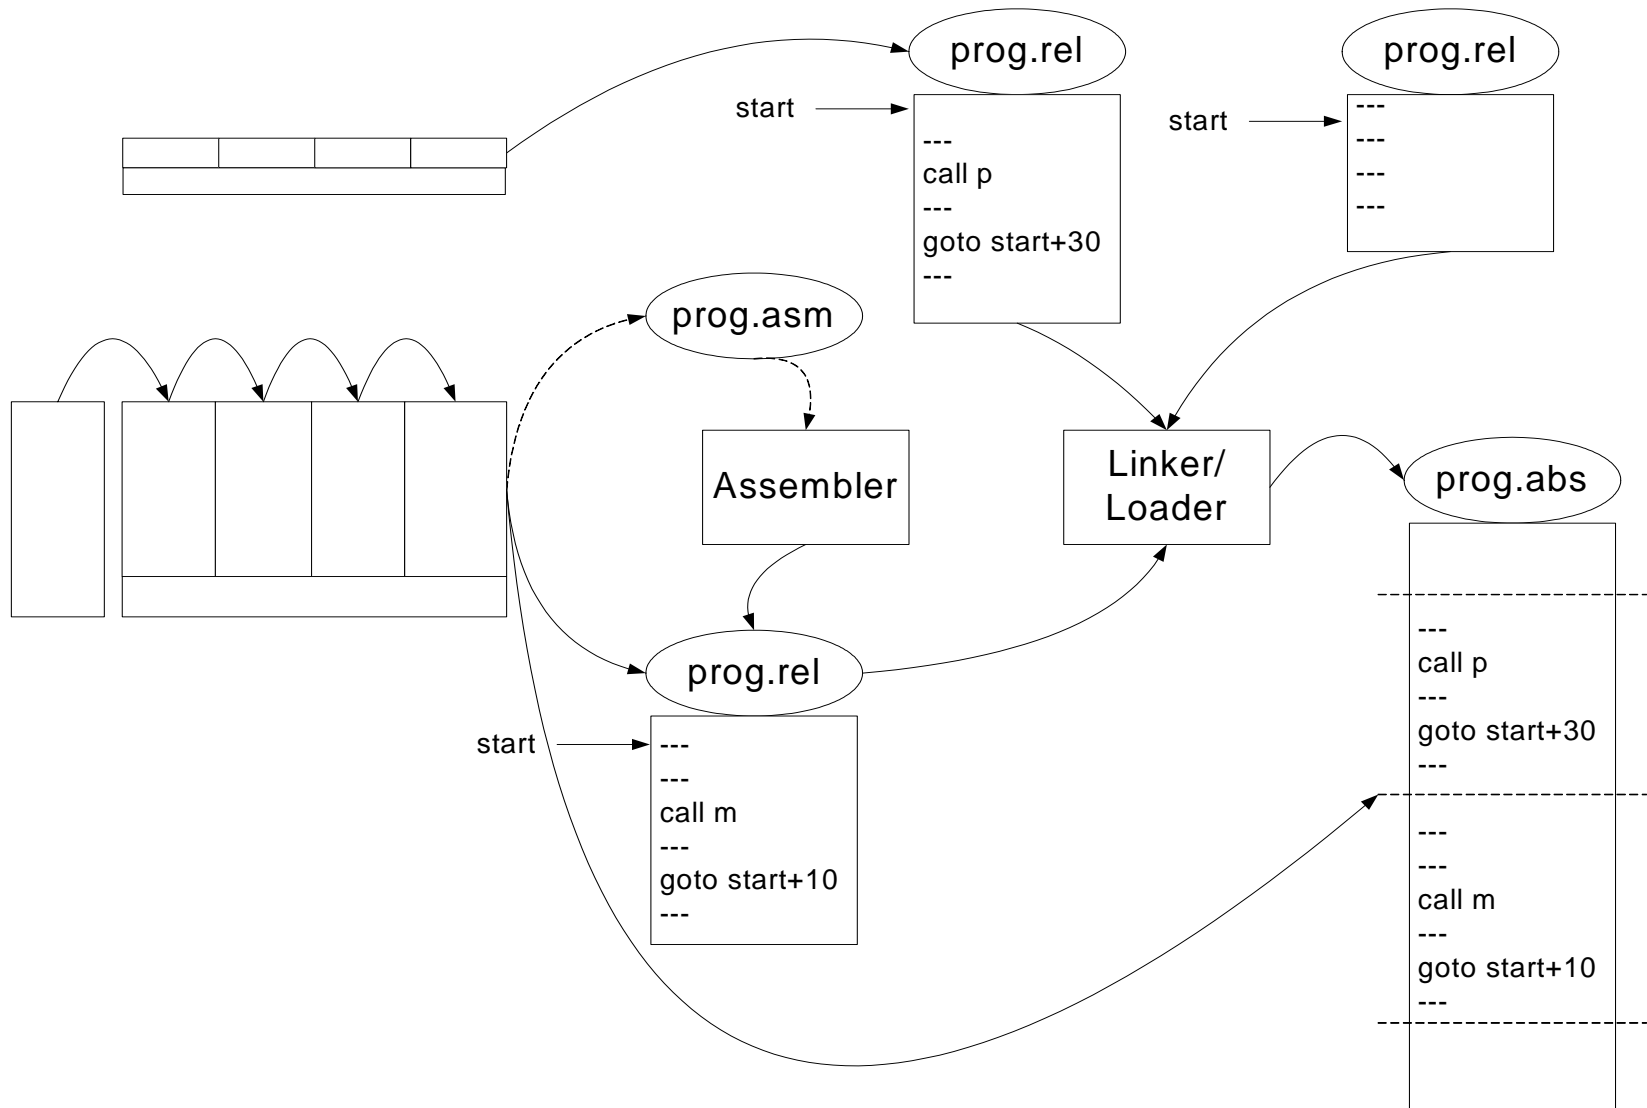 prog.rel
start
---
call p
---
goto start+30
---
prog.rel
start
---
---
---
---
prog.asm
Assembler
Linker/
Loader
prog.rel
start
---
---
call m
---
goto start+10
---
prog.abs
---
call p
---
goto start+30
---
---
---
call m
---
goto start+10
---